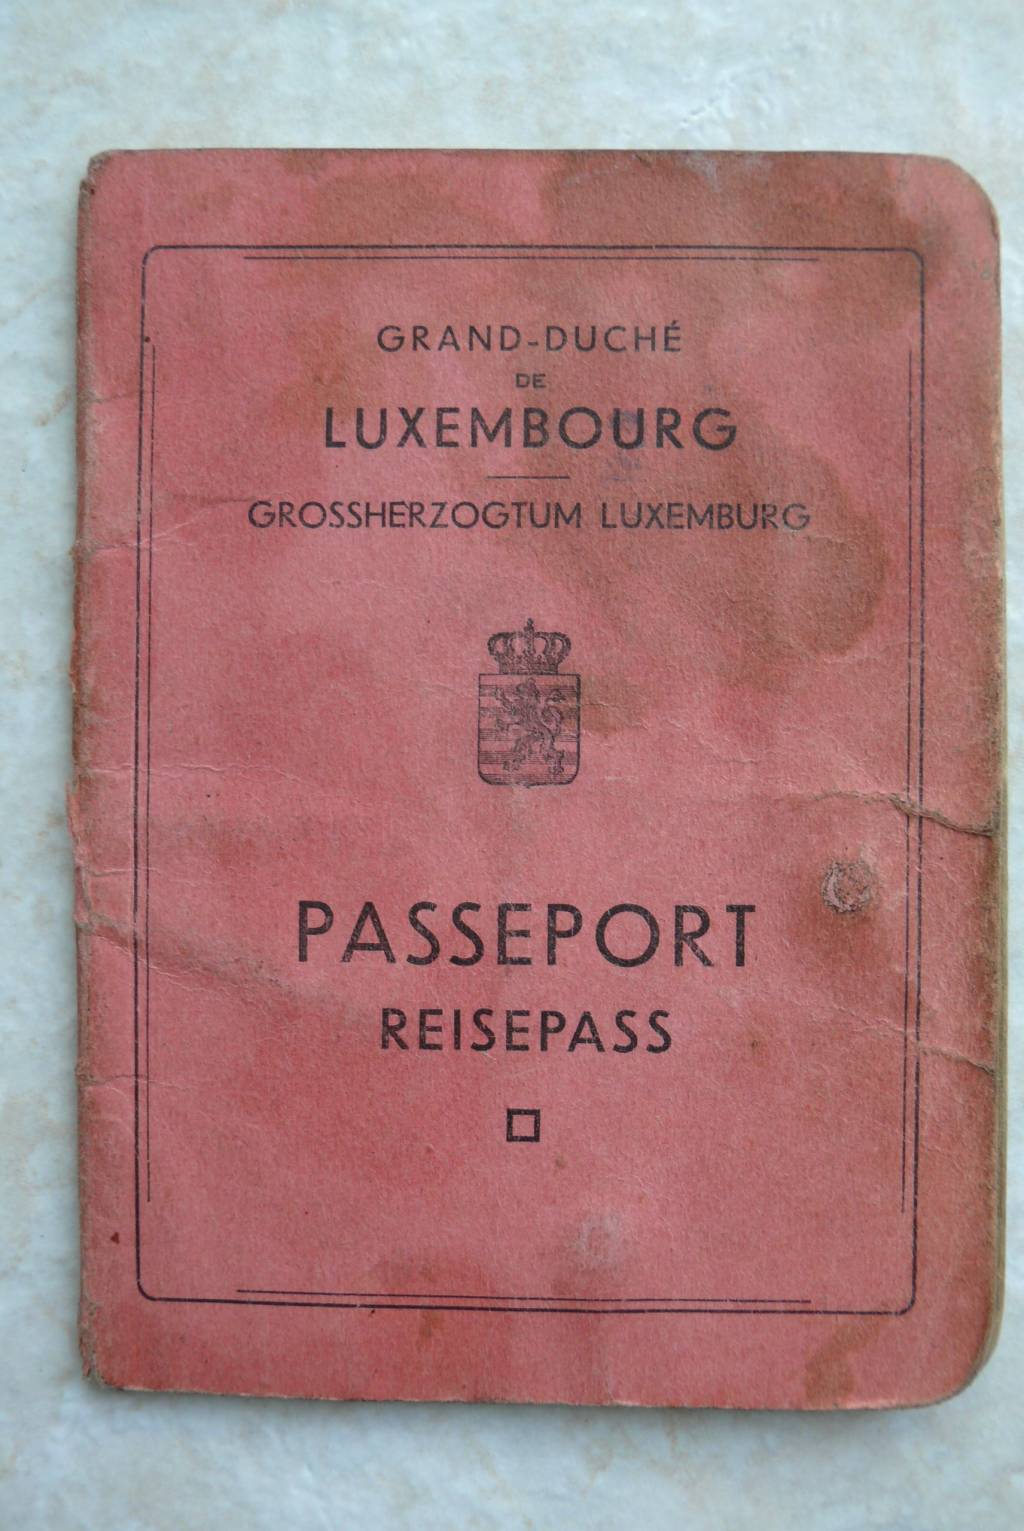 GRAND-DUCHÉ
DE
LUXEMBOURG
GROSSHERZOGTUM LUXEMBURG
PASSEPORT
REISEPASS